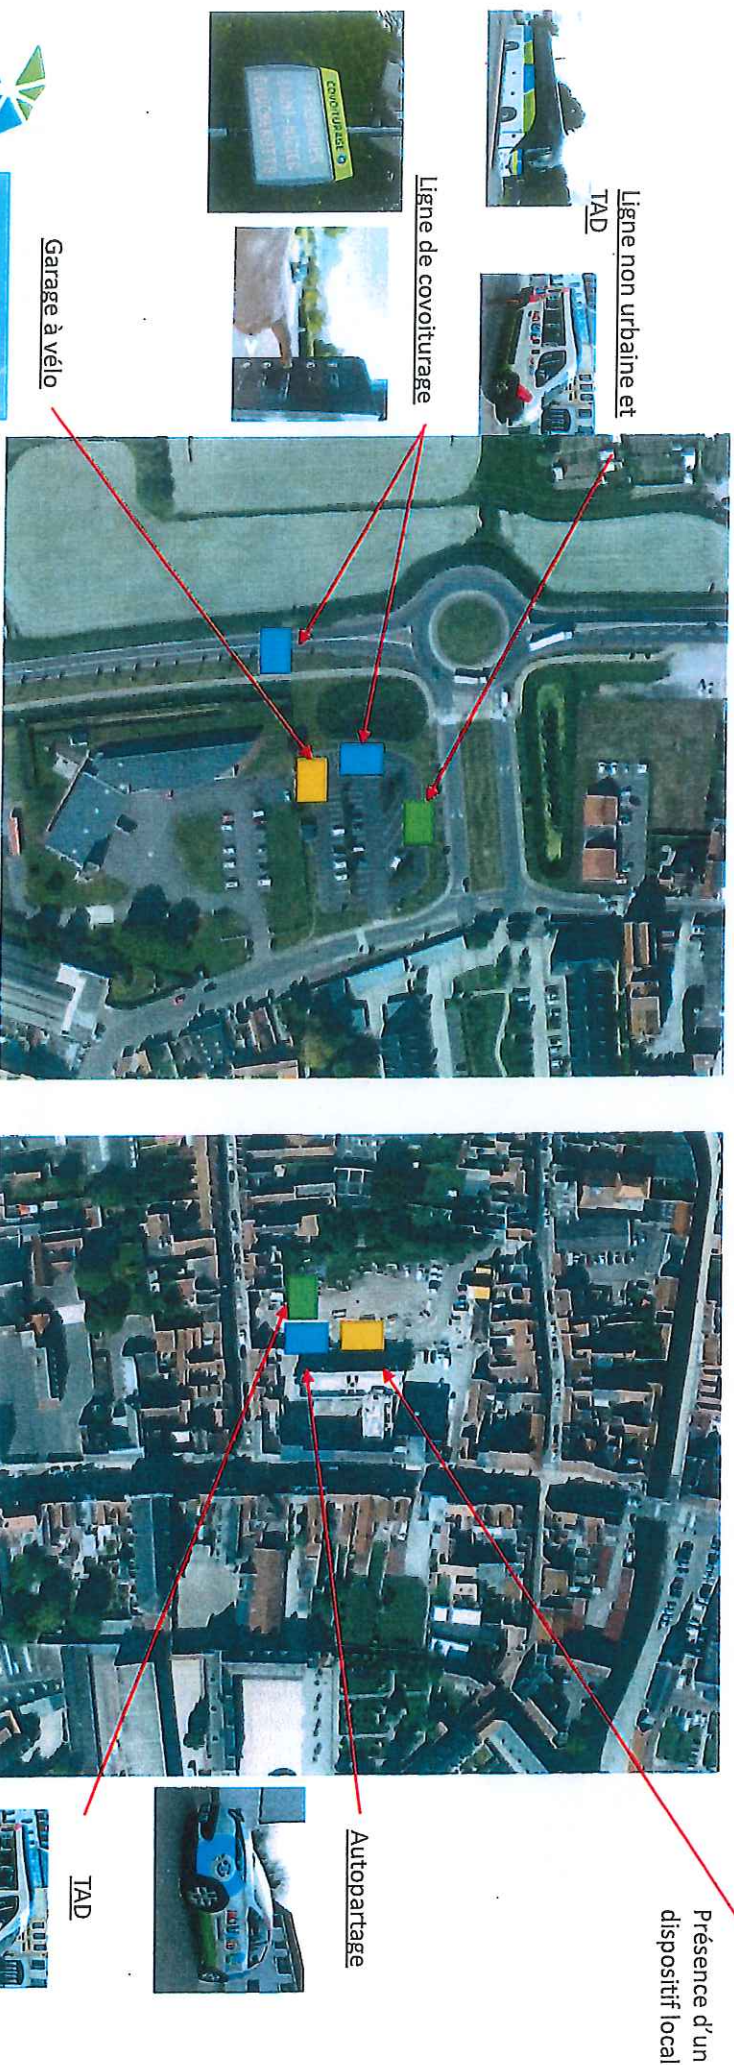 Ligne non urbaine et
TAD
Ligne de covoiturage
COVOITURAGE
Garage à vélo
Présence d'un
dispositif local
Autopartage
TAD